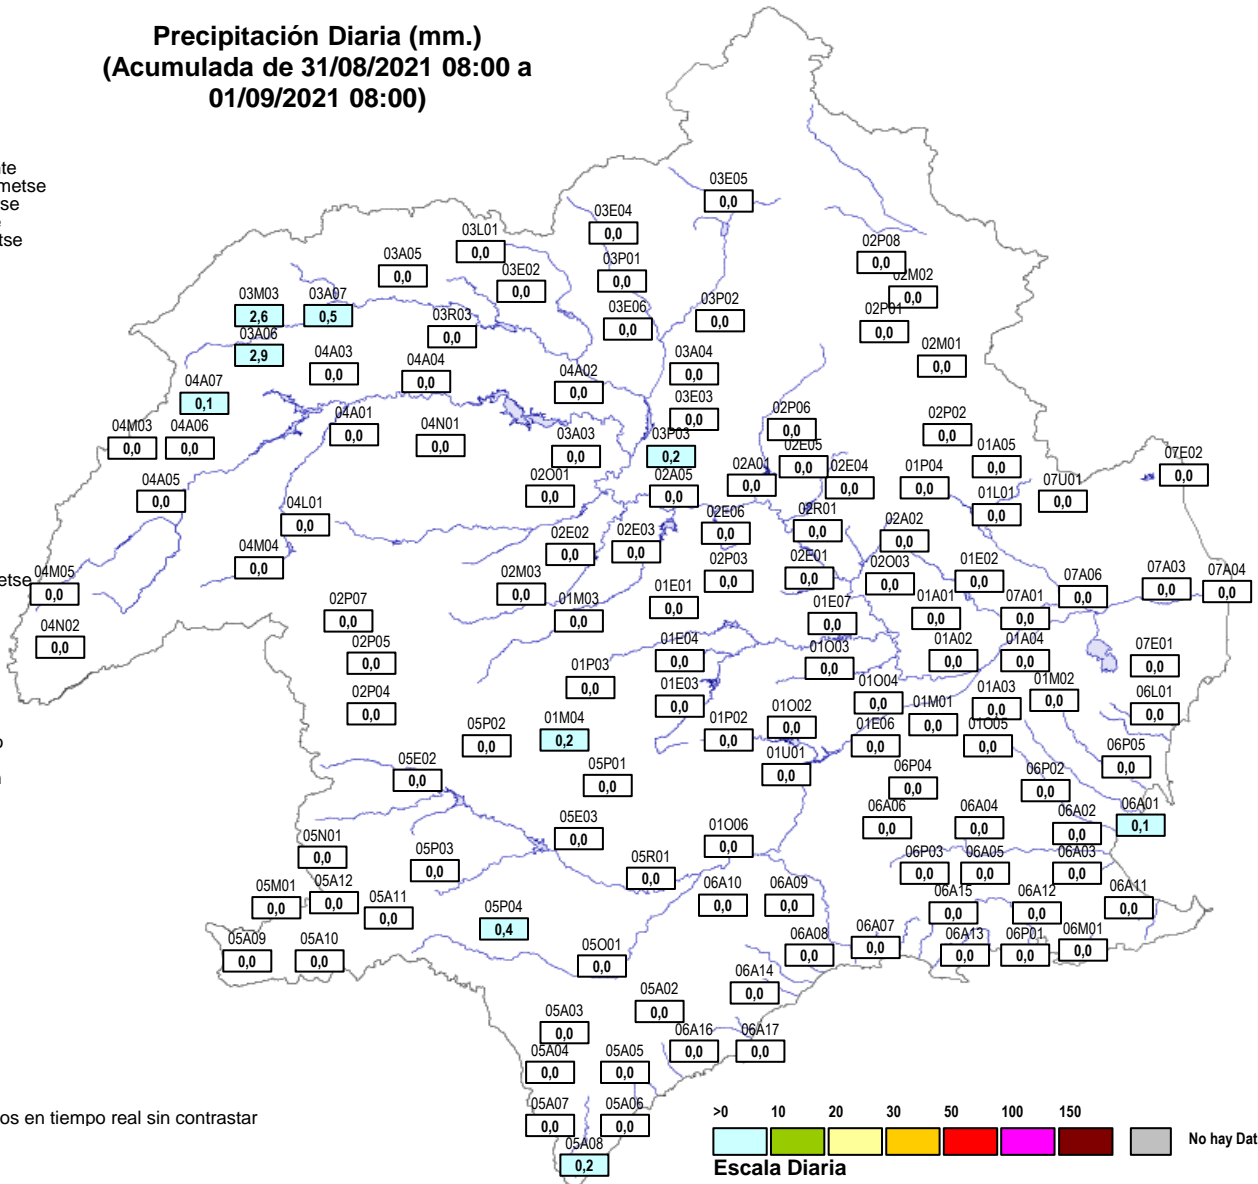 Precipitación Diaria (mm.)
(Acumulada de 31/08/2021 08:00 a
01/09/2021 08:00)
te
metse
se
tse
03E05
0,0
03E04
0,0
03L01
0,0
03A05
0,0
03E02
0,0
03P01
0,0
02P08
0,0
02M02
0,0
03M03
2,6
03A07
0,5
03R03
0,0
03E06
0,0
03P02
0,0
02P01
0,0
03A06
2,9
04A03
0,0
04A04
0,0
04A02
0,0
03A04
0,0
02M01
0,0
04A07
0,1
03E03
0,0
04M03
0,0
04A06
0,0
04A01
0,0
04N01
0,0
03A03
0,0
03P03
0,2
02P06
0,0
02P02
0,0
02E05
0,0
01A05
0,0
07E02
0,0
04A05
0,0
02O01
0,0
02A05
0,0
02A01
0,0
02E04
0,0
01P04
0,0
01L01
0,0
07U01
0,0
04L01
0,0
02E06
0,0
02R01
0,0
02A02
0,0
04M04
0,0
02E02
0,0
02E03
0,0
metse
04M05
0,0
02M03
0,0
02P03
0,0
02E01
0,0
02O03
0,0
01E02
0,0
07A06
0,0
07A03
0,0
07A04
0,0
02P07
0,0
01M03
0,0
01E01
0,0
01E07
0,0
01A01
0,0
07A01
0,0
04N02
0,0
02P05
0,0
01E04
0,0
01O03
0,0
01A02
0,0
01A04
0,0
07E01
0,0
02P04
0,0
01P03
0,0
01E03
0,0
01O04
0,0
01M01
0,0
01A03
0,0
01M02
0,0
06L01
0,0
05P02
0,0
01M04
0,2
01P02
0,0
01O02
0,0
01E06
0,0
01O05
0,0
06P05
0,0
05E02
0,0
05P01
0,0
01U01
0,0
06P04
0,0
06P02
0,0
05E03
0,0
01O06
0,0
06A06
0,0
06A04
0,0
06A02
0,0
06A01
0,1
05N01
0,0
05P03
0,0
05R01
0,0
06P03
0,0
06A05
0,0
06A03
0,0
05M01
0,0
05A12
0,0
05A11
0,0
05P04
0,4
06A10
0,0
06A09
0,0
06A15
0,0
06A12
0,0
06A11
0,0
05A09
0,0
05A10
0,0
05O01
0,0
06A08
0,0
06A07
0,0
06A13
0,0
06P01
0,0
06M01
0,0
05A02
0,0
06A14
0,0
05A03
0,0
06A16
0,0
06A17
0,0
05A04
0,0
05A05
0,0
05A07
0,0
05A06
0,0
05A08
0,2
os en tiempo real sin contrastar
>0 10 20 30 50 100 150
No hay Dat
Escala Diaria